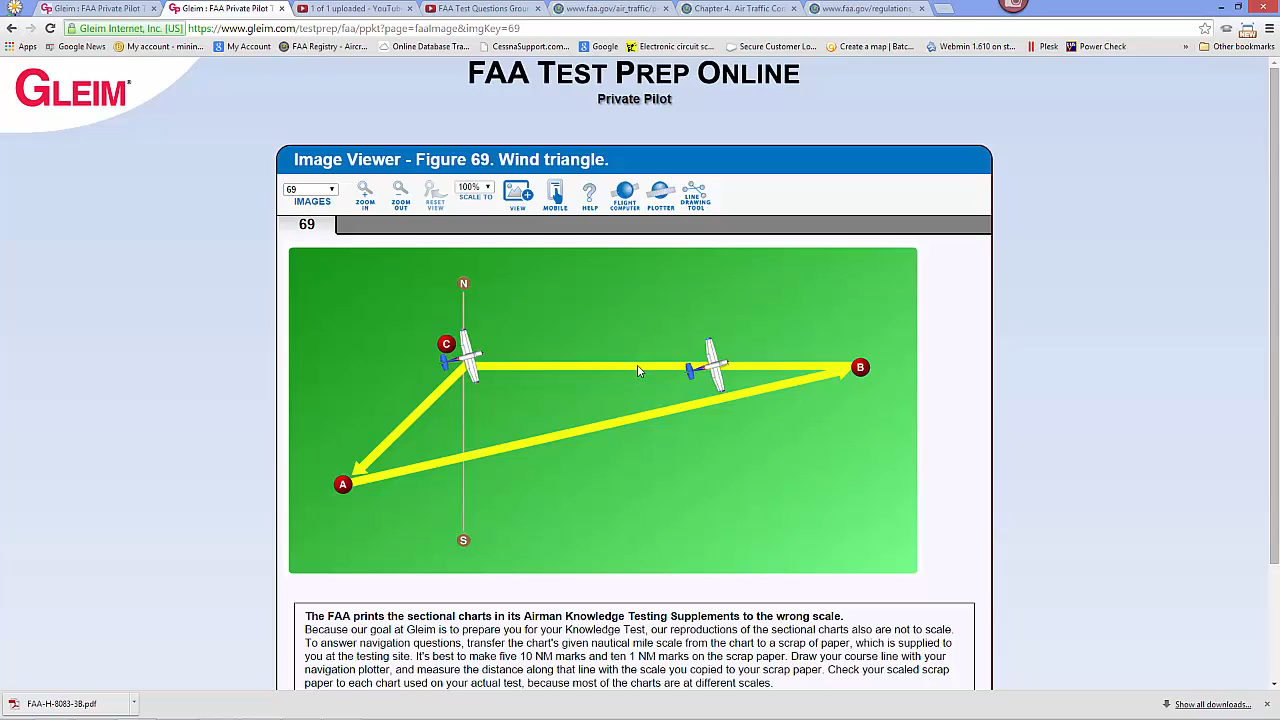 Gleim : FAA Private Pilot T
Gleim : FAA Private Pilot T
1 of 1 uploaded - YouTube
FAA Test Questions Groun
www.faa.gov/air_traffic/p
Chapter 4. Air Traffic Con
www.faa.gov/regulations_
Gleim Internet, Inc. [US] https://www.gleim.com/testprep/faa/ppkt?page=faaImage&imgKey=69
Apps Google News My account - minin... My Account FAA Registry - Aircr... Online Database Tra... CessnaSupport.com... Google Electronic circuit sc... Secure Customer Lo... Create a map | Batc... Webmin 1.610 on st... Plesk Power Check » Other bookmarks
GLEIM®
FAA TEST PREP ONLINE
Private Pilot
Image Viewer - Figure 69. Wind triangle.
69
IMAGES
ZOOM IN
ZOOM OUT
RESET VIEW
100%
SCALE TO
VIEW
MOBILE
HELP
FLIGHT COMPUTER
PLOTTER
LINE DRAWING TOOL
69
N
C
B
A
S
The FAA prints the sectional charts in its Airman Knowledge Testing Supplements to the wrong scale.
Because our goal at Gleim is to prepare you for your Knowledge Test, our reproductions of the sectional charts also are not to scale.
To answer navigation questions, transfer the chart's given nautical mile scale from the chart to a scrap of paper, which is supplied to
you at the testing site. It's best to make five 10 NM marks and ten 1 NM marks on the scrap paper. Draw your course line with your
navigation plotter, and measure the distance along that line with the scale you copied to your scrap paper. Check your scaled scrap
paper to each chart used on your actual test, because most of the charts are at different scales.
FAA-H-8083-3B.pdf
Show all downloads...